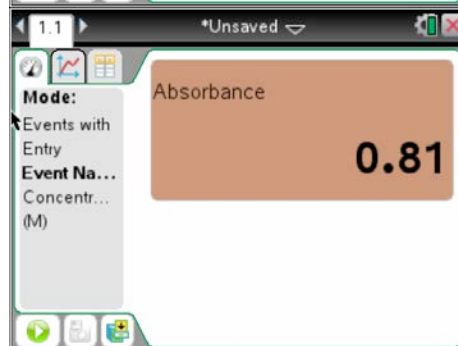 1.1
*Unsaved
Mode:
Events with
Entry
Event Na...
Concentr...
(M)
Absorbance
0.81